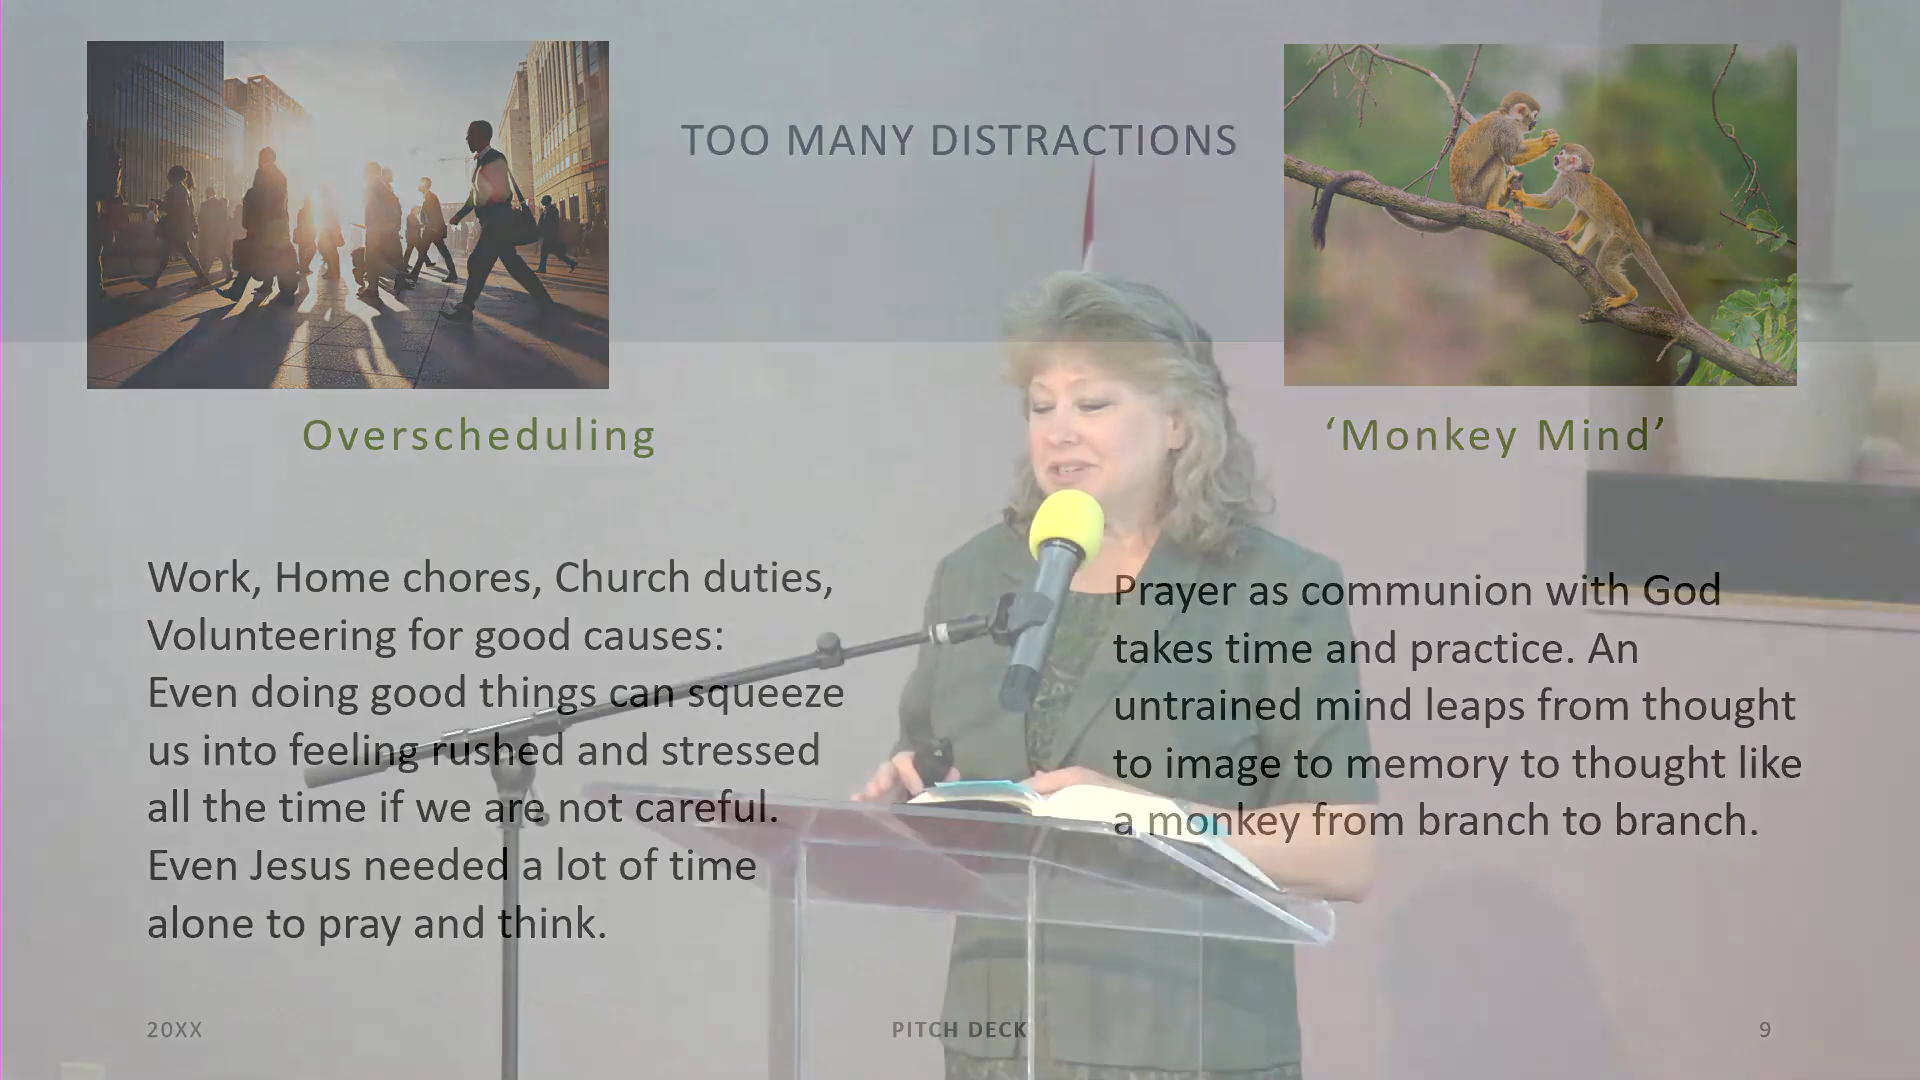 TOO MANY DISTRACTIONS
Overscheduling
Work, Home chores, Church duties,
Volunteering for good causes:
Even doing good things can squeeze
us into feeling rushed and stressed
all the time if we are not careful.
Even Jesus needed a lot of time
alone to pray and think.
‘Monkey Mind’
Prayer as communion with God
takes time and practice. An
untrained mind leaps from thought
to image to memory to thought like
a monkey from branch to branch.
20XX
PITCH DECK
9